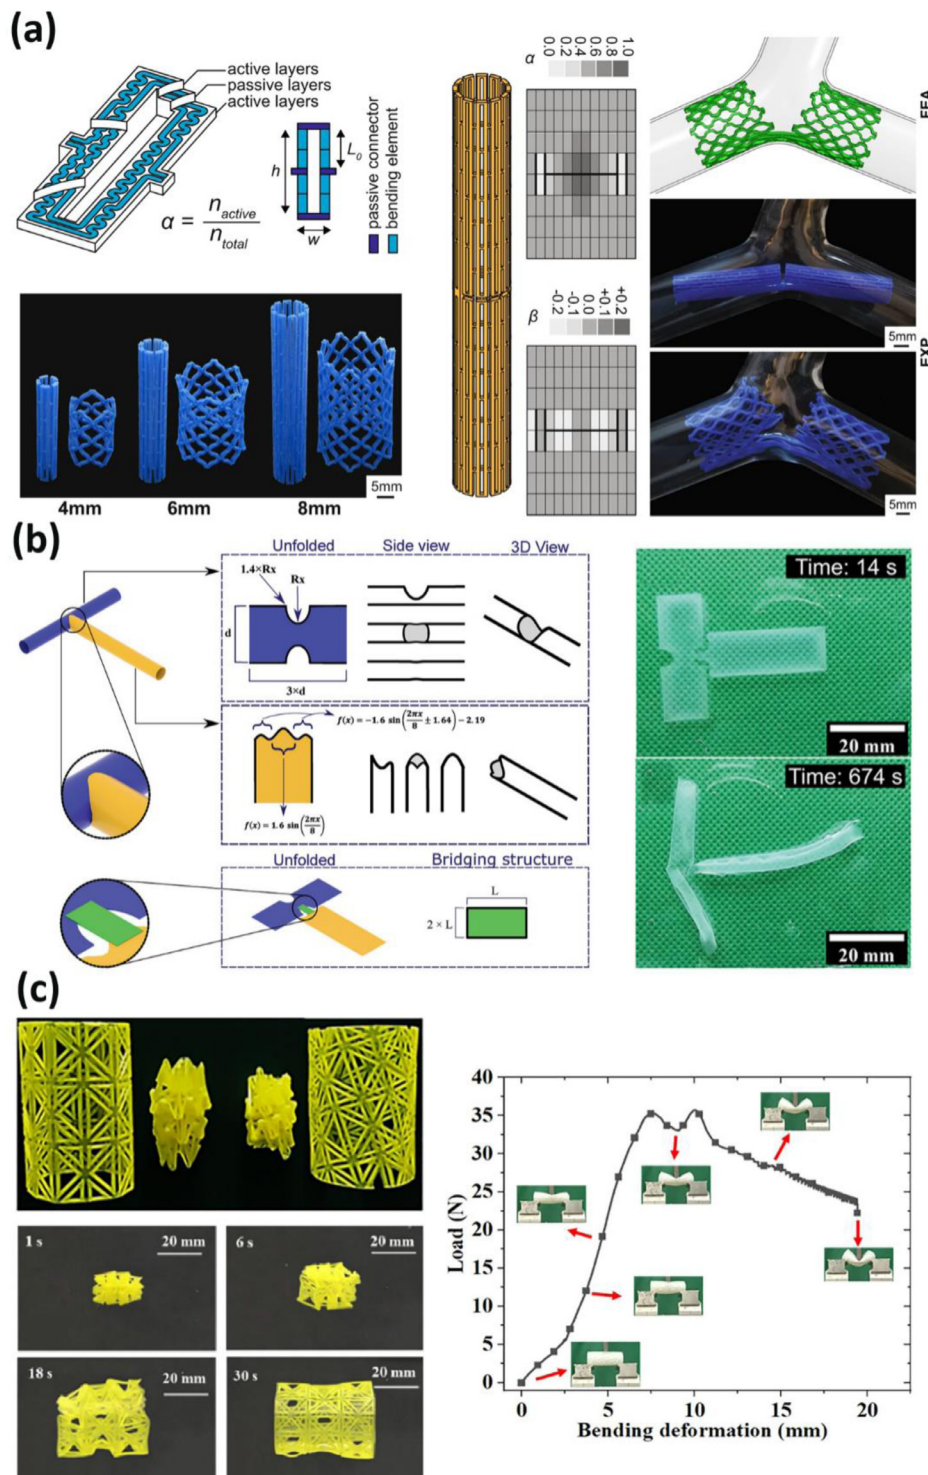 (a)
active layers
passive layers
active layers
α = n_active / n_total
h
w
L₀
passive connector
bending element
4mm
6mm
8mm
5mm
α
0.0
0.2
0.4
0.6
0.8
1.0
β
-0.2
-0.1
0.0
+0.1
+0.2
FEA
EXP
5mm
5mm
(b)
Unfolded
Side view
3D View
1.4×Rx
Rx
d
3×d
f(x) = −1.6 sin(2πx/8 ± 1.64) − 2.19
f(x) = 1.6 sin(2πx/8)
Unfolded
Bridging structure
L
2 × L
Time: 14 s
20 mm
Time: 674 s
20 mm
(c)
1 s
20 mm
6 s
20 mm
18 s
20 mm
30 s
20 mm
Load (N)
40
35
30
25
20
15
10
5
0
0
5
10
15
20
Bending deformation (mm)